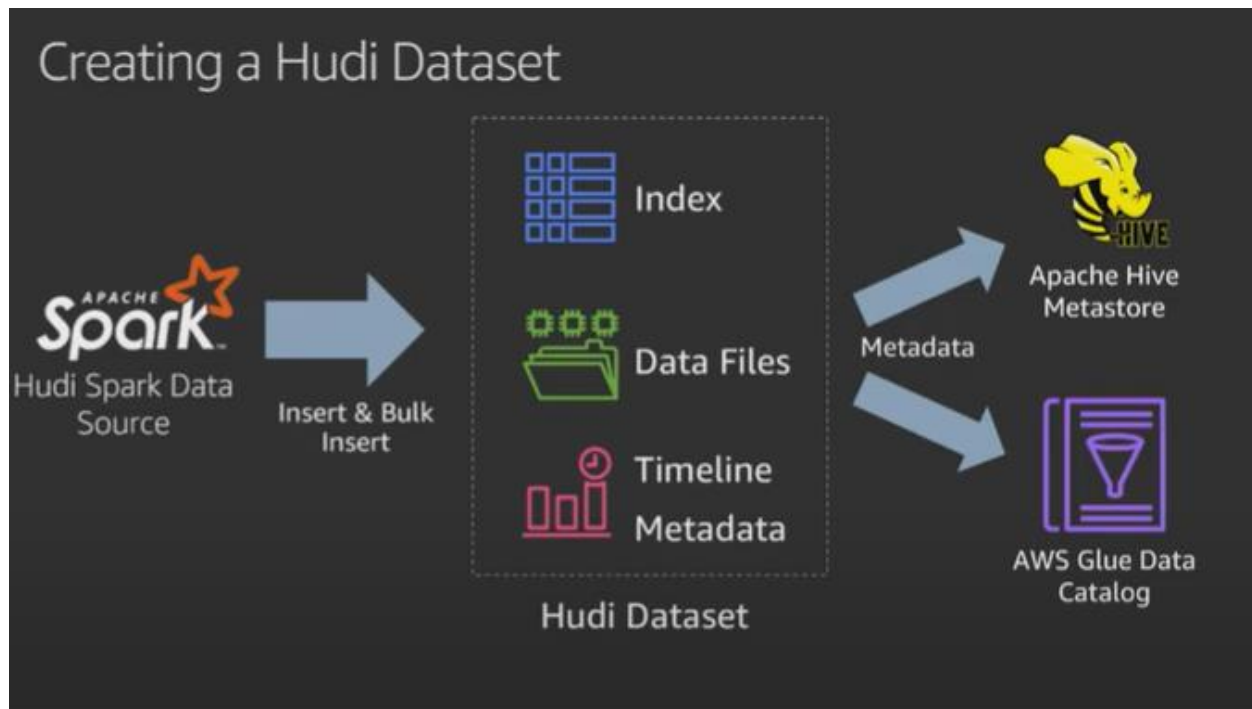 Creating a Hudi Dataset
APACHE
Spark™
Hudi Spark Data
Source
Insert & Bulk
Insert
Index
Data Files
Timeline
Metadata
Hudi Dataset
Metadata
HIVE
Apache Hive
Metastore
AWS Glue Data
Catalog